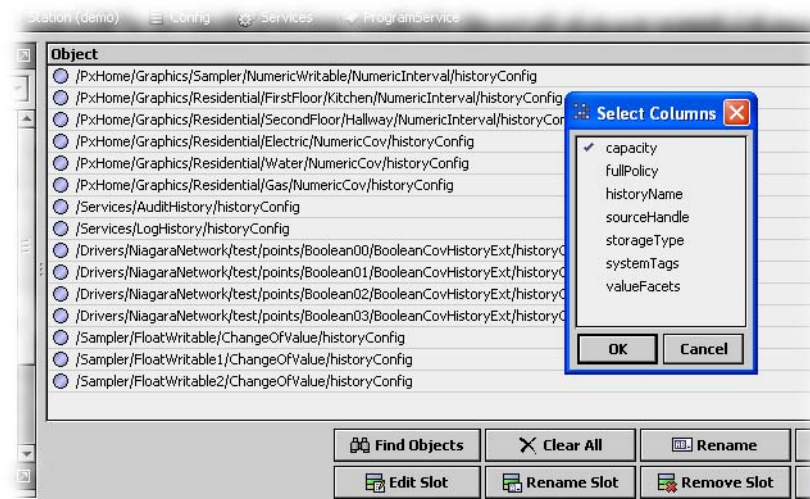 Station (demo) Config Services ProgramService
Object
/PxHome/Graphics/Sampler/NumericWritable/NumericInterval/historyConfig
/PxHome/Graphics/Residential/FirstFloor/Kitchen/NumericInterval/historyConfig
/PxHome/Graphics/Residential/SecondFloor/Hallway/NumericInterval/historyCon
/PxHome/Graphics/Residential/Electric/NumericCov/historyConfig
/PxHome/Graphics/Residential/Water/NumericCov/historyConfig
/PxHome/Graphics/Residential/Gas/NumericCov/historyConfig
/Services/AuditHistory/historyConfig
/Services/LogHistory/historyConfig
/Drivers/NiagaraNetwork/test/points/Boolean00/BooleanCovHistoryExt/historyC
/Drivers/NiagaraNetwork/test/points/Boolean01/BooleanCovHistoryExt/historyC
/Drivers/NiagaraNetwork/test/points/Boolean02/BooleanCovHistoryExt/historyC
/Drivers/NiagaraNetwork/test/points/Boolean03/BooleanCovHistoryExt/historyC
/Sampler/FloatWritable/ChangeOfValue/historyConfig
/Sampler/FloatWritable1/ChangeOfValue/historyConfig
/Sampler/FloatWritable2/ChangeOfValue/historyConfig
Select Columns
capacity
fullPolicy
historyName
sourceHandle
storageType
systemTags
valueFacets
OK Cancel
Find Objects Clear All Rename
Edit Slot Rename Slot Remove Slot